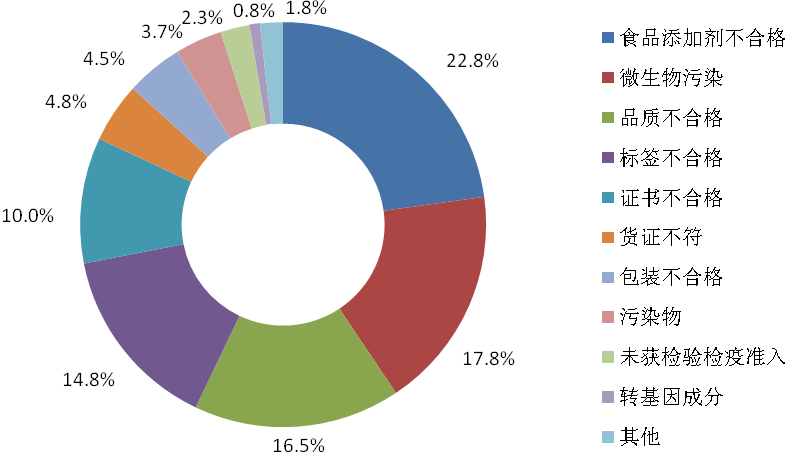 0.8%
1.8%
2.3%
3.7%
4.5%
4.8%
10.0%
14.8%
16.5%
17.8%
22.8%
食品添加剂不合格
微生物污染
品质不合格
标签不合格
证书不合格
货证不符
包装不合格
污染物
未获检验检疫准入
转基因成分
其他